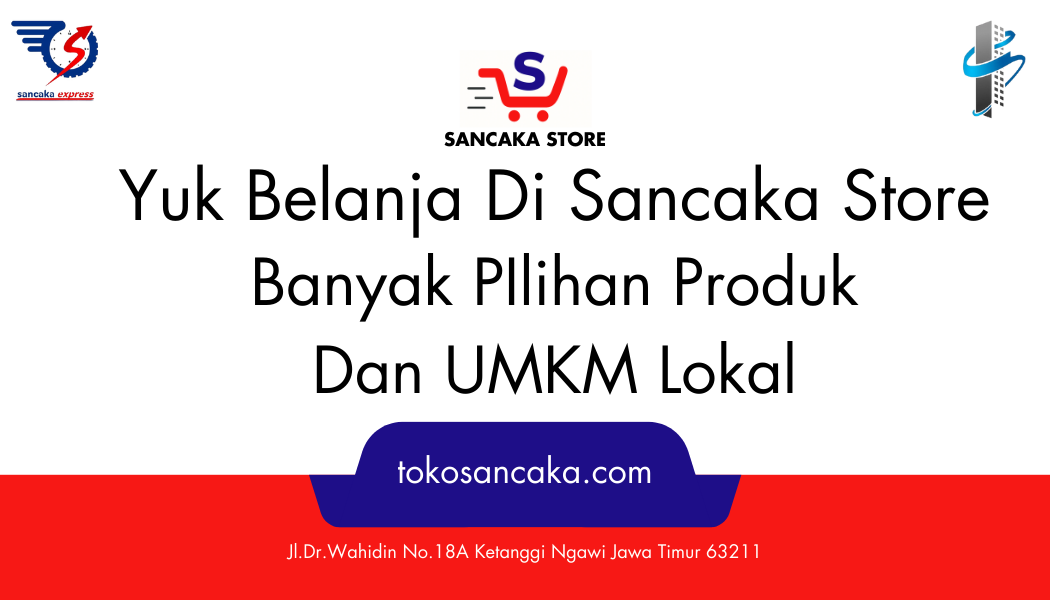 sancaka express
S
SANCAKA STORE
Yuk Belanja Di Sancaka Store
Banyak PIlihan Produk
Dan UMKM Lokal
tokosancaka.com
Jl.Dr.Wahidin No.18A Ketanggi Ngawi Jawa Timur 63211